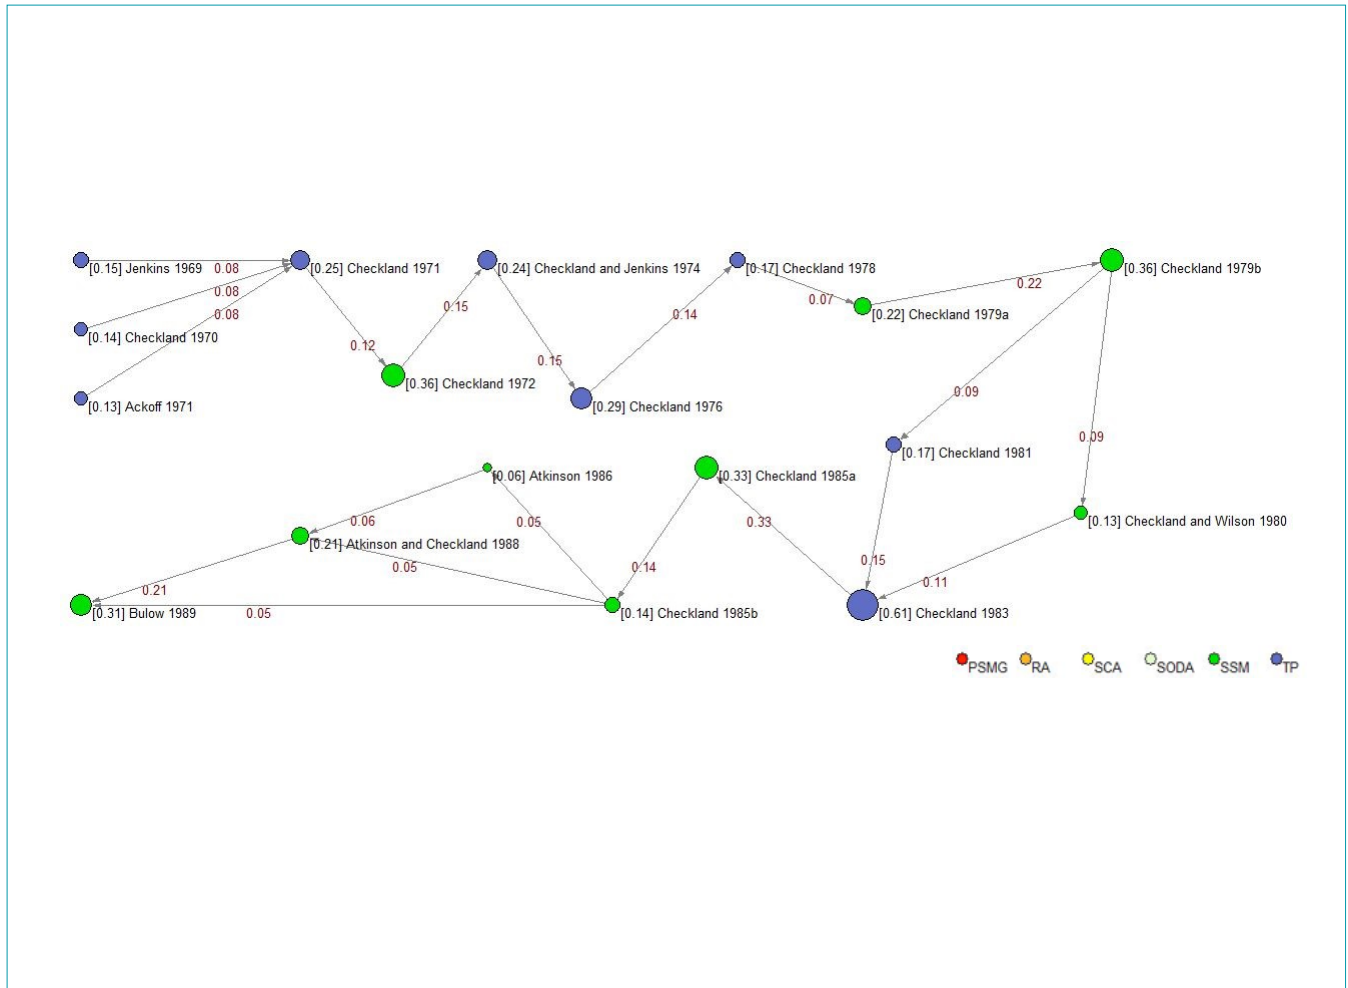 [0.15] Jenkins 1969
0.08
[0.25] Checkland 1971
[0.24] Checkland and Jenkins 1974
[0.17] Checkland 1978
[0.36] Checkland 1979b
0.08
0.22
0.07
0.15
0.08
0.14
[0.22] Checkland 1979a
[0.14] Checkland 1970
0.12
0.15
[0.36] Checkland 1972
0.09
[0.13] Ackoff 1971
[0.29] Checkland 1976
0.09
[0.17] Checkland 1981
[0.06] Atkinson 1986
[0.33] Checkland 1985a
0.06
0.05
0.33
[0.13] Checkland and Wilson 1980
[0.21] Atkinson and Checkland 1988
0.05
0.14
0.15
0.11
0.21
[0.31] Bulow 1989
0.05
[0.14] Checkland 1985b
[0.61] Checkland 1983
PSMG RA SCA SODA SSM TP